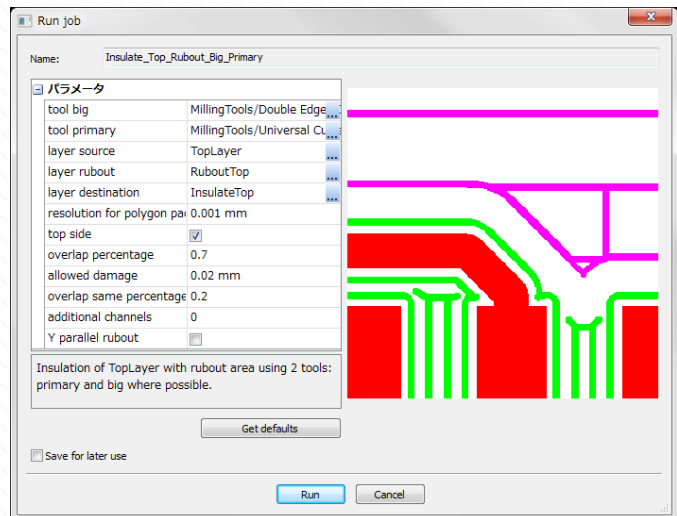 Run job
Name: Insulate_Top_Rubout_Big_Primary
パラメータ
tool big MillingTools/Double Edge...
tool primary MillingTools/Universal Cu...
layer source TopLayer ...
layer rubout RuboutTop ...
layer destination InsulateTop ...
resolution for polygon pa 0.001 mm
top side
overlap percentage 0.7
allowed damage 0.02 mm
overlap same percentage 0.2
additional channels 0
Y parallel rubout
Insulation of TopLayer with rubout area using 2 tools:
primary and big where possible.
Get defaults
Save for later use
Run Cancel